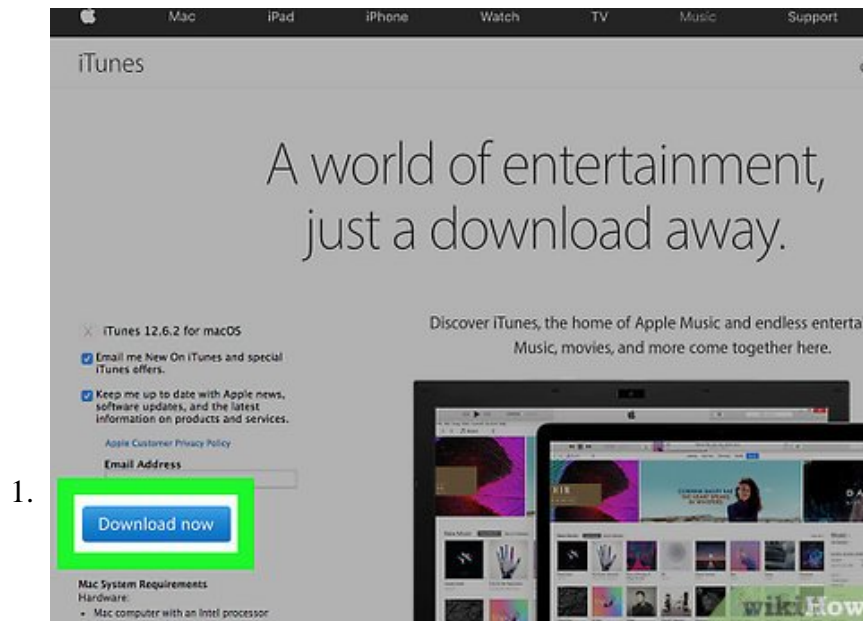 Mac iPad iPhone Watch TV Music Support
iTunes
A world of entertainment,
just a download away.
iTunes 12.6.2 for macOS
Email me New On iTunes and special
iTunes offers.
Keep me up to date with Apple news,
software updates, and the latest
information on products and services.
Apple Customer Privacy Policy
Email Address
1.
Download now
Mac System Requirements
Hardware:
• Mac computer with an Intel processor
Discover iTunes, the home of Apple Music and endless enterta
Music, movies, and more come together here.
wikiHow